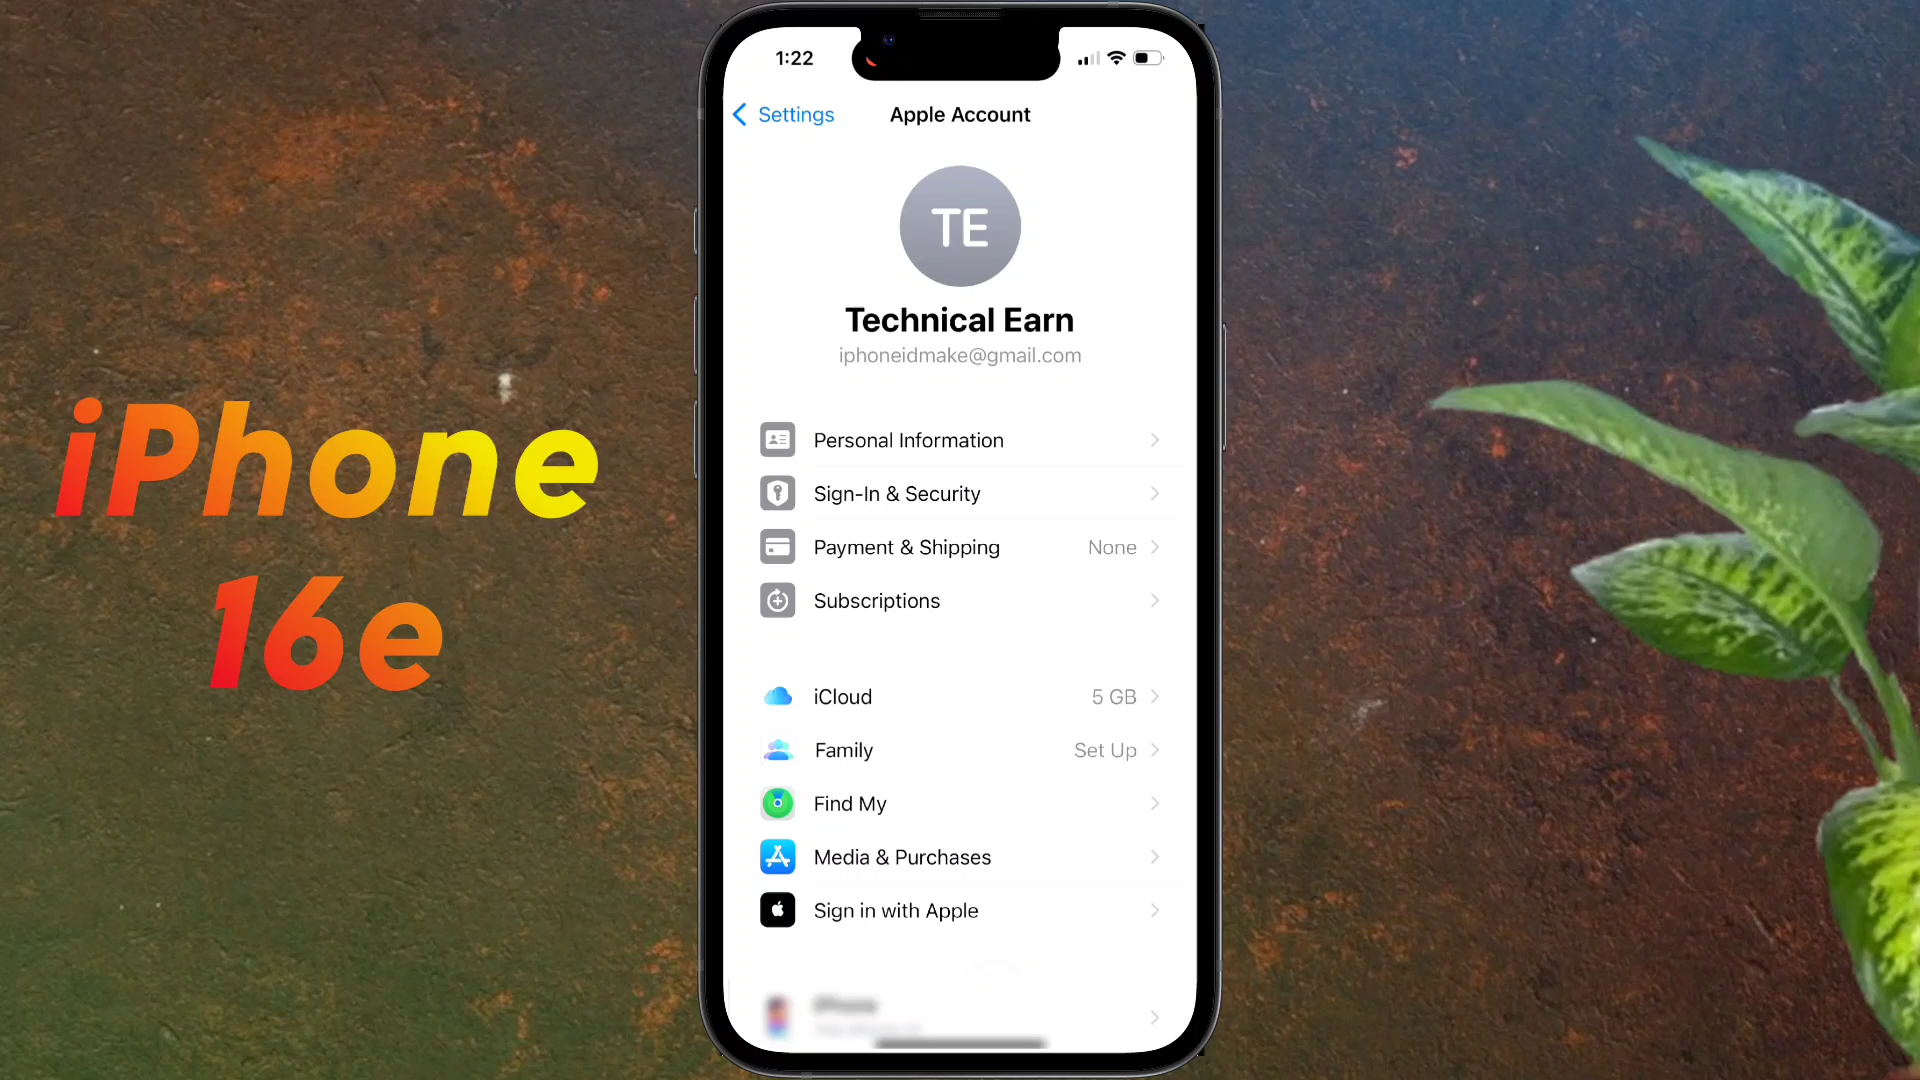 iPhone
16e
1:22
Settings
Apple Account
TE
Technical Earn
iphoneidmake@gmail.com
Personal Information
Sign-In & Security
Payment & Shipping None
Subscriptions
iCloud 5 GB
Family Set Up
Find My
Media & Purchases
Sign in with Apple
iPhone